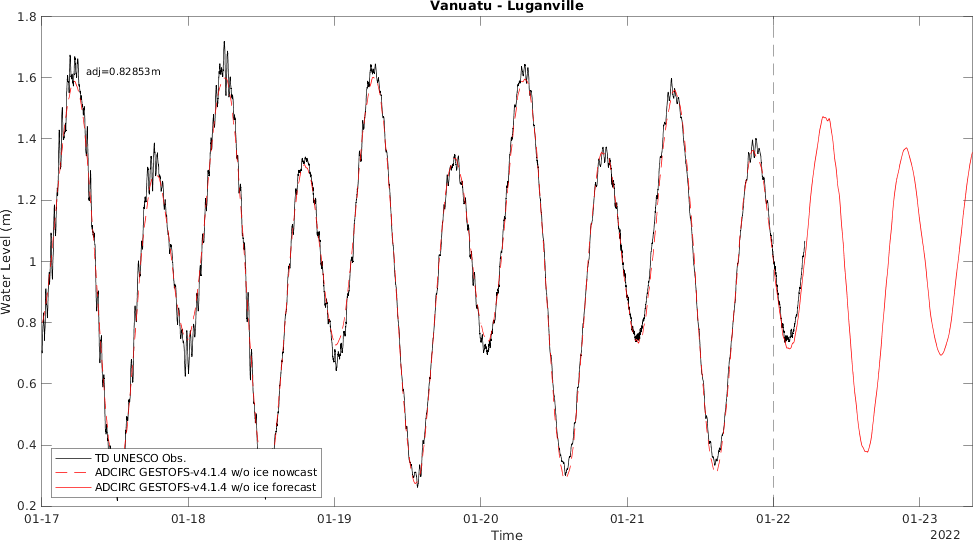 Vanuatu - Luganville
1.8
1.6
1.4
1.2
1
0.8
0.6
0.4
0.2
Water Level (m)
adj=0.82853m
TD UNESCO Obs.
ADCIRC GESTOFS-v4.1.4 w/o ice nowcast
ADCIRC GESTOFS-v4.1.4 w/o ice forecast
01-17 01-18 01-19 01-20 01-21 01-22 01-23
Time
2022